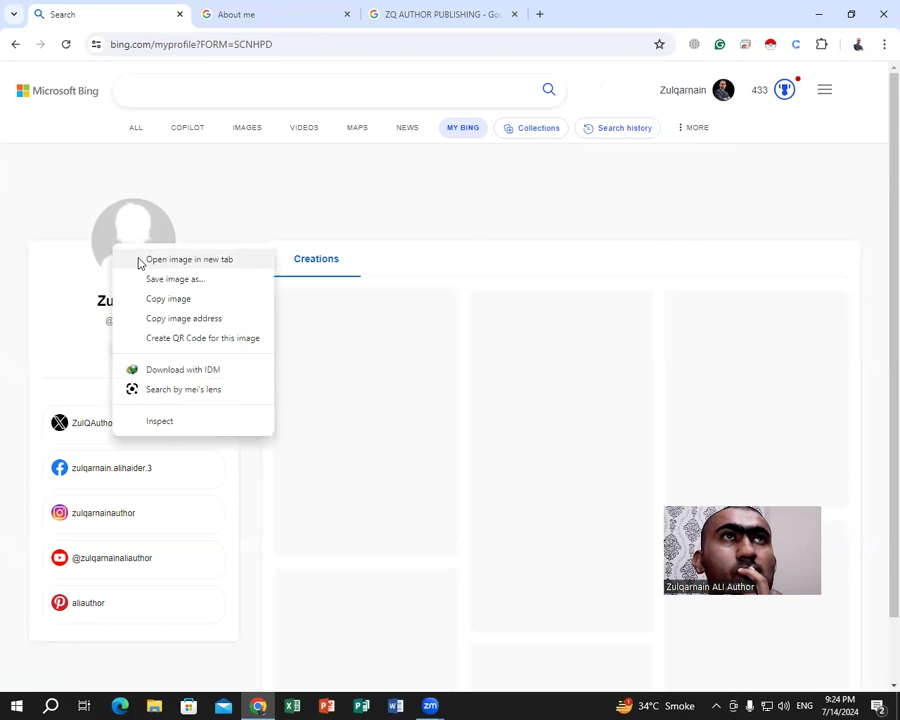 Search
About me
ZQ AUTHOR PUBLISHING - Goo
bing.com/myprofile?FORM=SCNHPD
Microsoft Bing
Zulqarnain
433
ALL
COPILOT
IMAGES
VIDEOS
MAPS
NEWS
MY BING
Collections
Search history
MORE
Open image in new tab
Save image as...
Copy image
Copy image address
Create QR Code for this image
Download with IDM
Search by mei's lens
Inspect
Creations
Zu
@
ZulQAutho
zulqarnain.alihaider.3
zulqarnainauthor
@zulqarnainaliauthor
aliauthor
Zulqarnain ALI Author
34°C Smoke
ENG
9:24 PM
7/14/2024
2